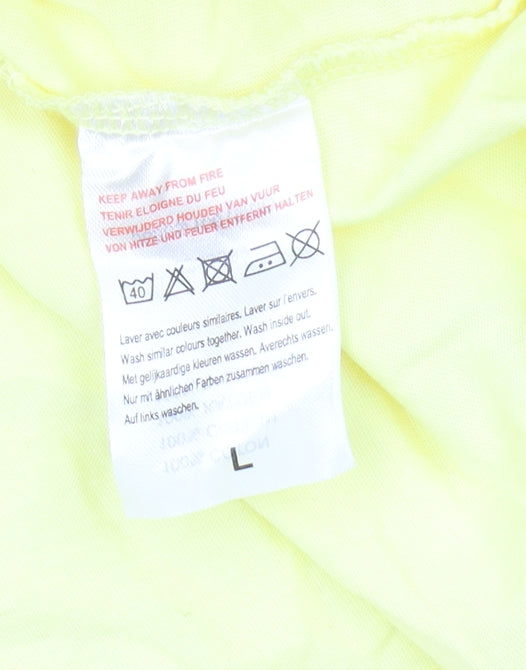 KEEP AWAY FROM FIRE
TENIR ELOIGNE DU FEU
VERWIJDERD HOUDEN VAN VUUR
VON HITZE UND FEUER ENTFERNT HALTEN
40
Laver avec couleurs similaires. Laver sur l'envers.
Wash similar colours together. Wash inside out.
Met gelijkaardige kleuren wassen. Averechts wassen.
Nur mit ähnlichen Farben zusammen waschen.
Auf links waschen.
100% COTTON
L